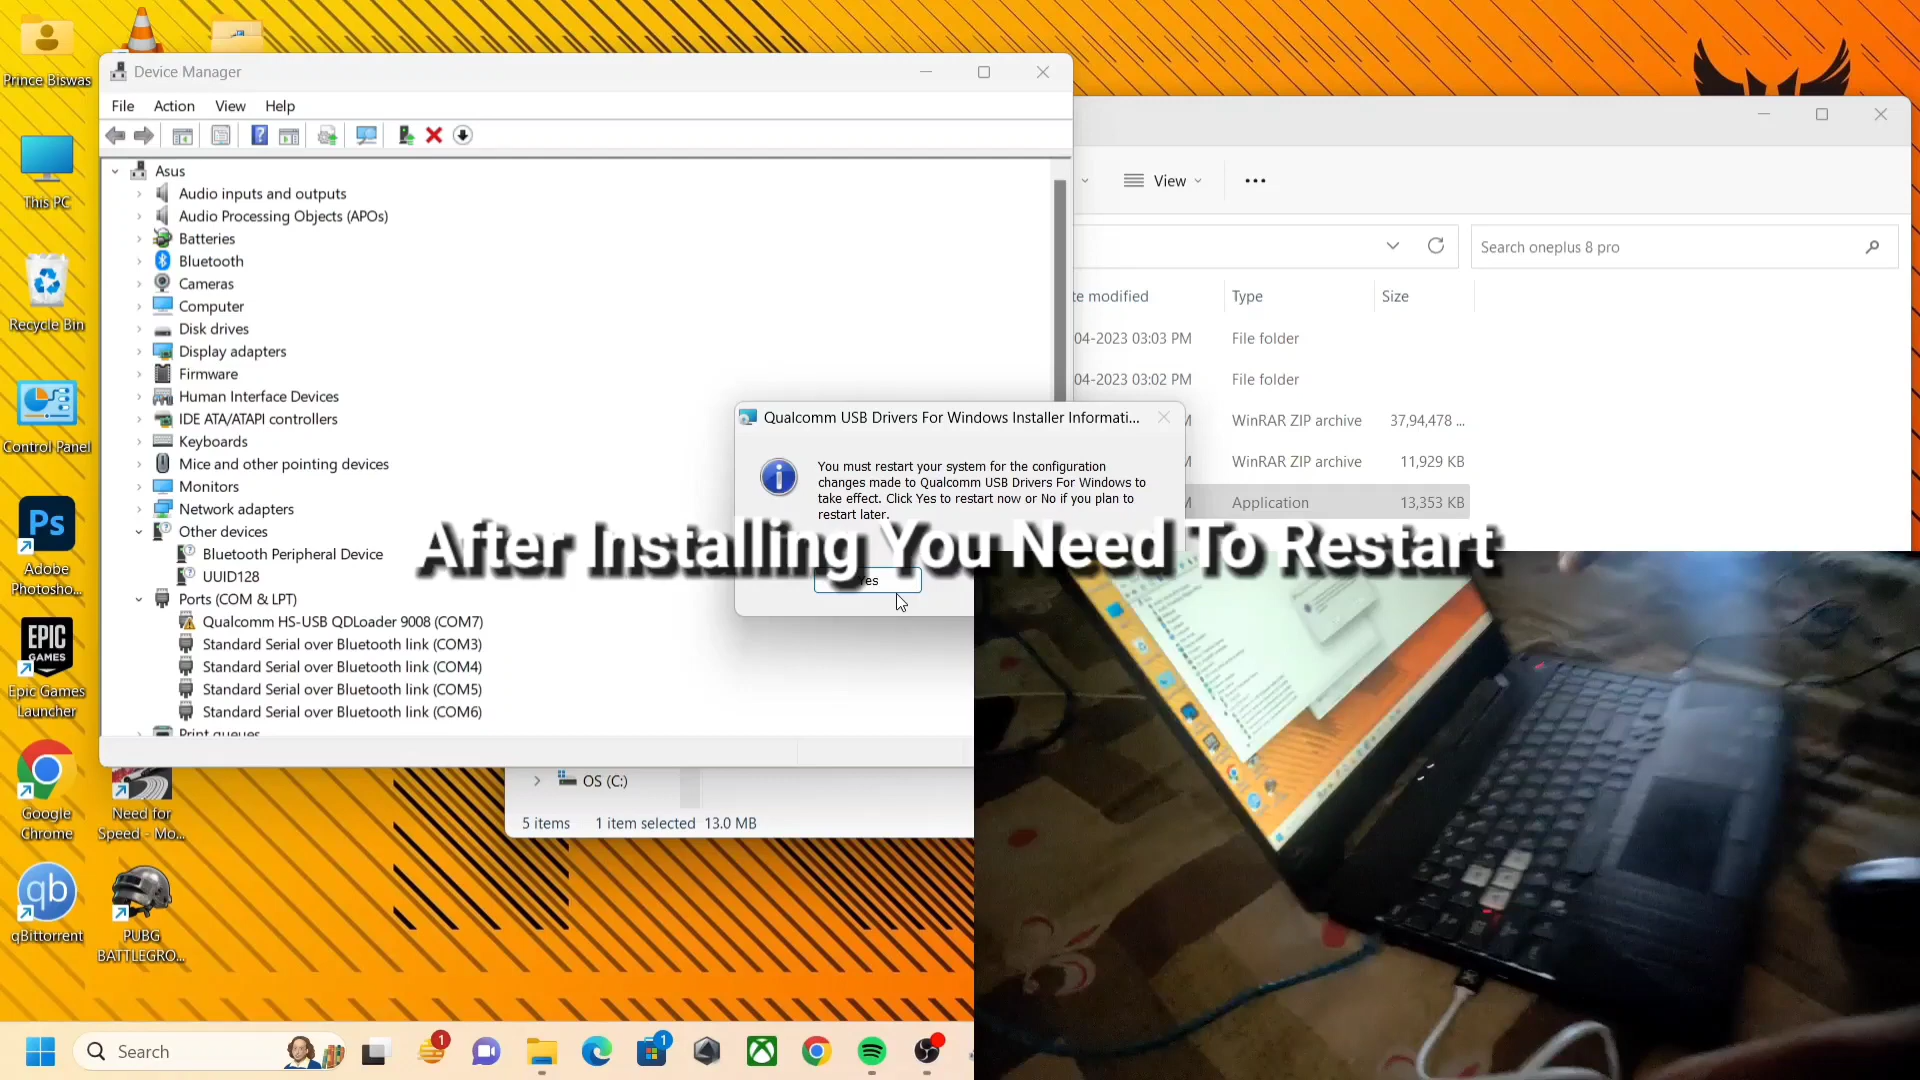 Prince Biswas
This PC
Recycle Bin
Control Panel
Ps
Adobe
Photosho...
EPIC
GAMES
Epic Games
Launcher
Google
Chrome
Need for
Speed - Mo...
qb
qBittorrent
PUBG
BATTLEGRO...
Device Manager
File Action View Help
Asus
Audio inputs and outputs
Audio Processing Objects (APOs)
Batteries
Bluetooth
Cameras
Computer
Disk drives
Display adapters
Firmware
Human Interface Devices
IDE ATA/ATAPI controllers
Keyboards
Mice and other pointing devices
Monitors
Network adapters
Other devices
Bluetooth Peripheral Device
UUID128
Ports (COM & LPT)
Qualcomm HS-USB QDLoader 9008 (COM7)
Standard Serial over Bluetooth link (COM3)
Standard Serial over Bluetooth link (COM4)
Standard Serial over Bluetooth link (COM5)
Standard Serial over Bluetooth link (COM6)
Print queues
View
Search oneplus 8 pro
te modified Type Size
04-2023 03:03 PM File folder
04-2023 03:02 PM File folder
M WinRAR ZIP archive 37,94,478 ...
M WinRAR ZIP archive 11,929 KB
M Application 13,353 KB
Qualcomm USB Drivers For Windows Installer Informati...
You must restart your system for the configuration
changes made to Qualcomm USB Drivers For Windows to
take effect. Click Yes to restart now or No if you plan to
restart later.
Yes
After Installing You Need To Restart
OS (C:)
5 items 1 item selected 13.0 MB
Search
1
1